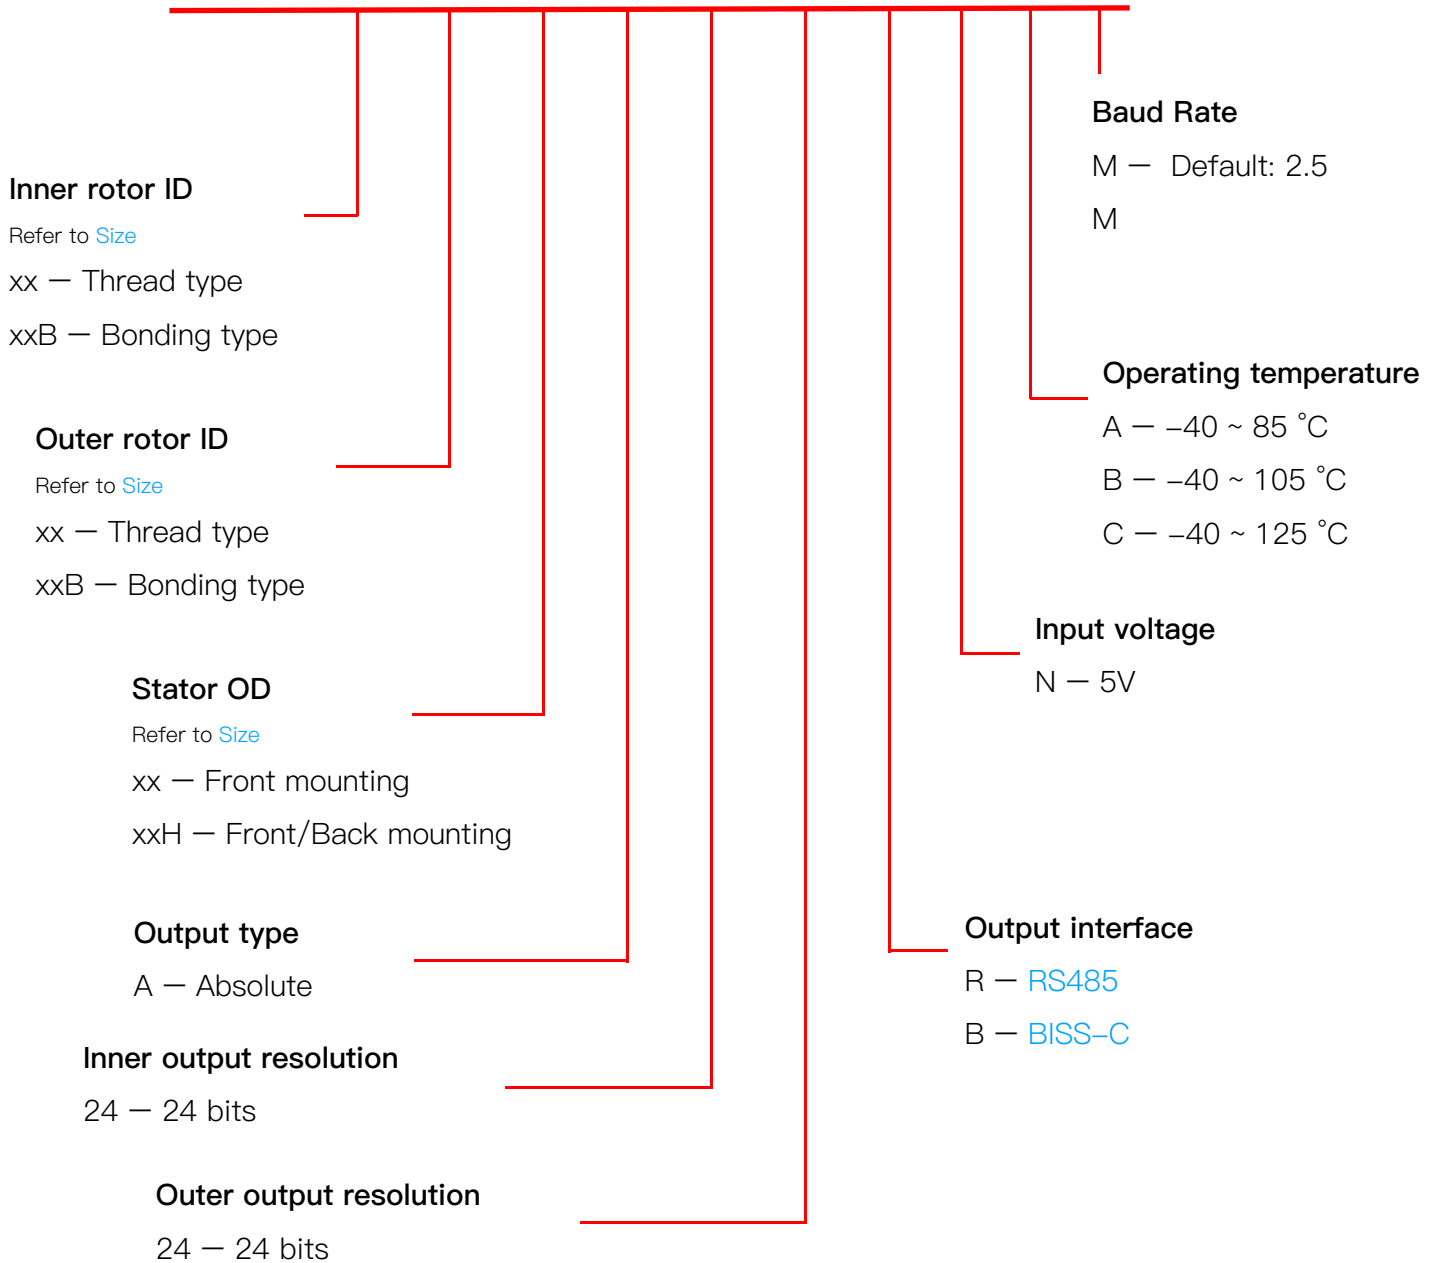 Inner rotor ID
Refer to Size
xx — Thread type
xxB — Bonding type
Outer rotor ID
Refer to Size
xx — Thread type
xxB — Bonding type
Stator OD
Refer to Size
xx — Front mounting
xxH — Front/Back mounting
Output type
A — Absolute
Inner output resolution
24 — 24 bits
Outer output resolution
24 — 24 bits
Baud Rate
M — Default: 2.5
M
Operating temperature
A — -40 ~ 85 °C
B — -40 ~ 105 °C
C — -40 ~ 125 °C
Input voltage
N — 5V
Output interface
R — RS485
B — BISS-C